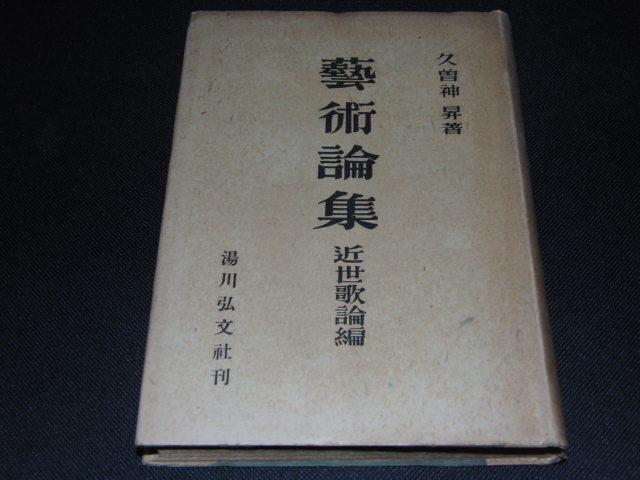 久曽神昇著
藝術論集 近世歌論編
湯川弘文社刊